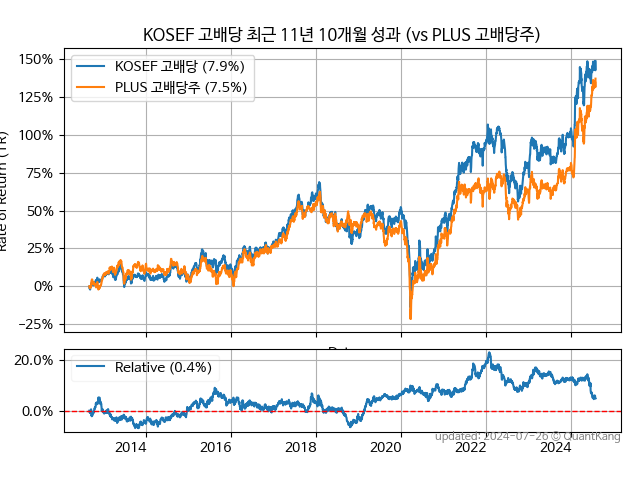 KOSEF 고배당 최근 11년 10개월 성과 (vs PLUS 고배당주)
150%
125%
100%
75%
50%
25%
0%
−25%
Rate of Return (TR)
KOSEF 고배당 (7.9%)
PLUS 고배당주 (7.5%)
20.0%
0.0%
Relative (0.4%)
2014
2016
2018
2020
2022
2024
updated: 2024-07-26 © QuantKang